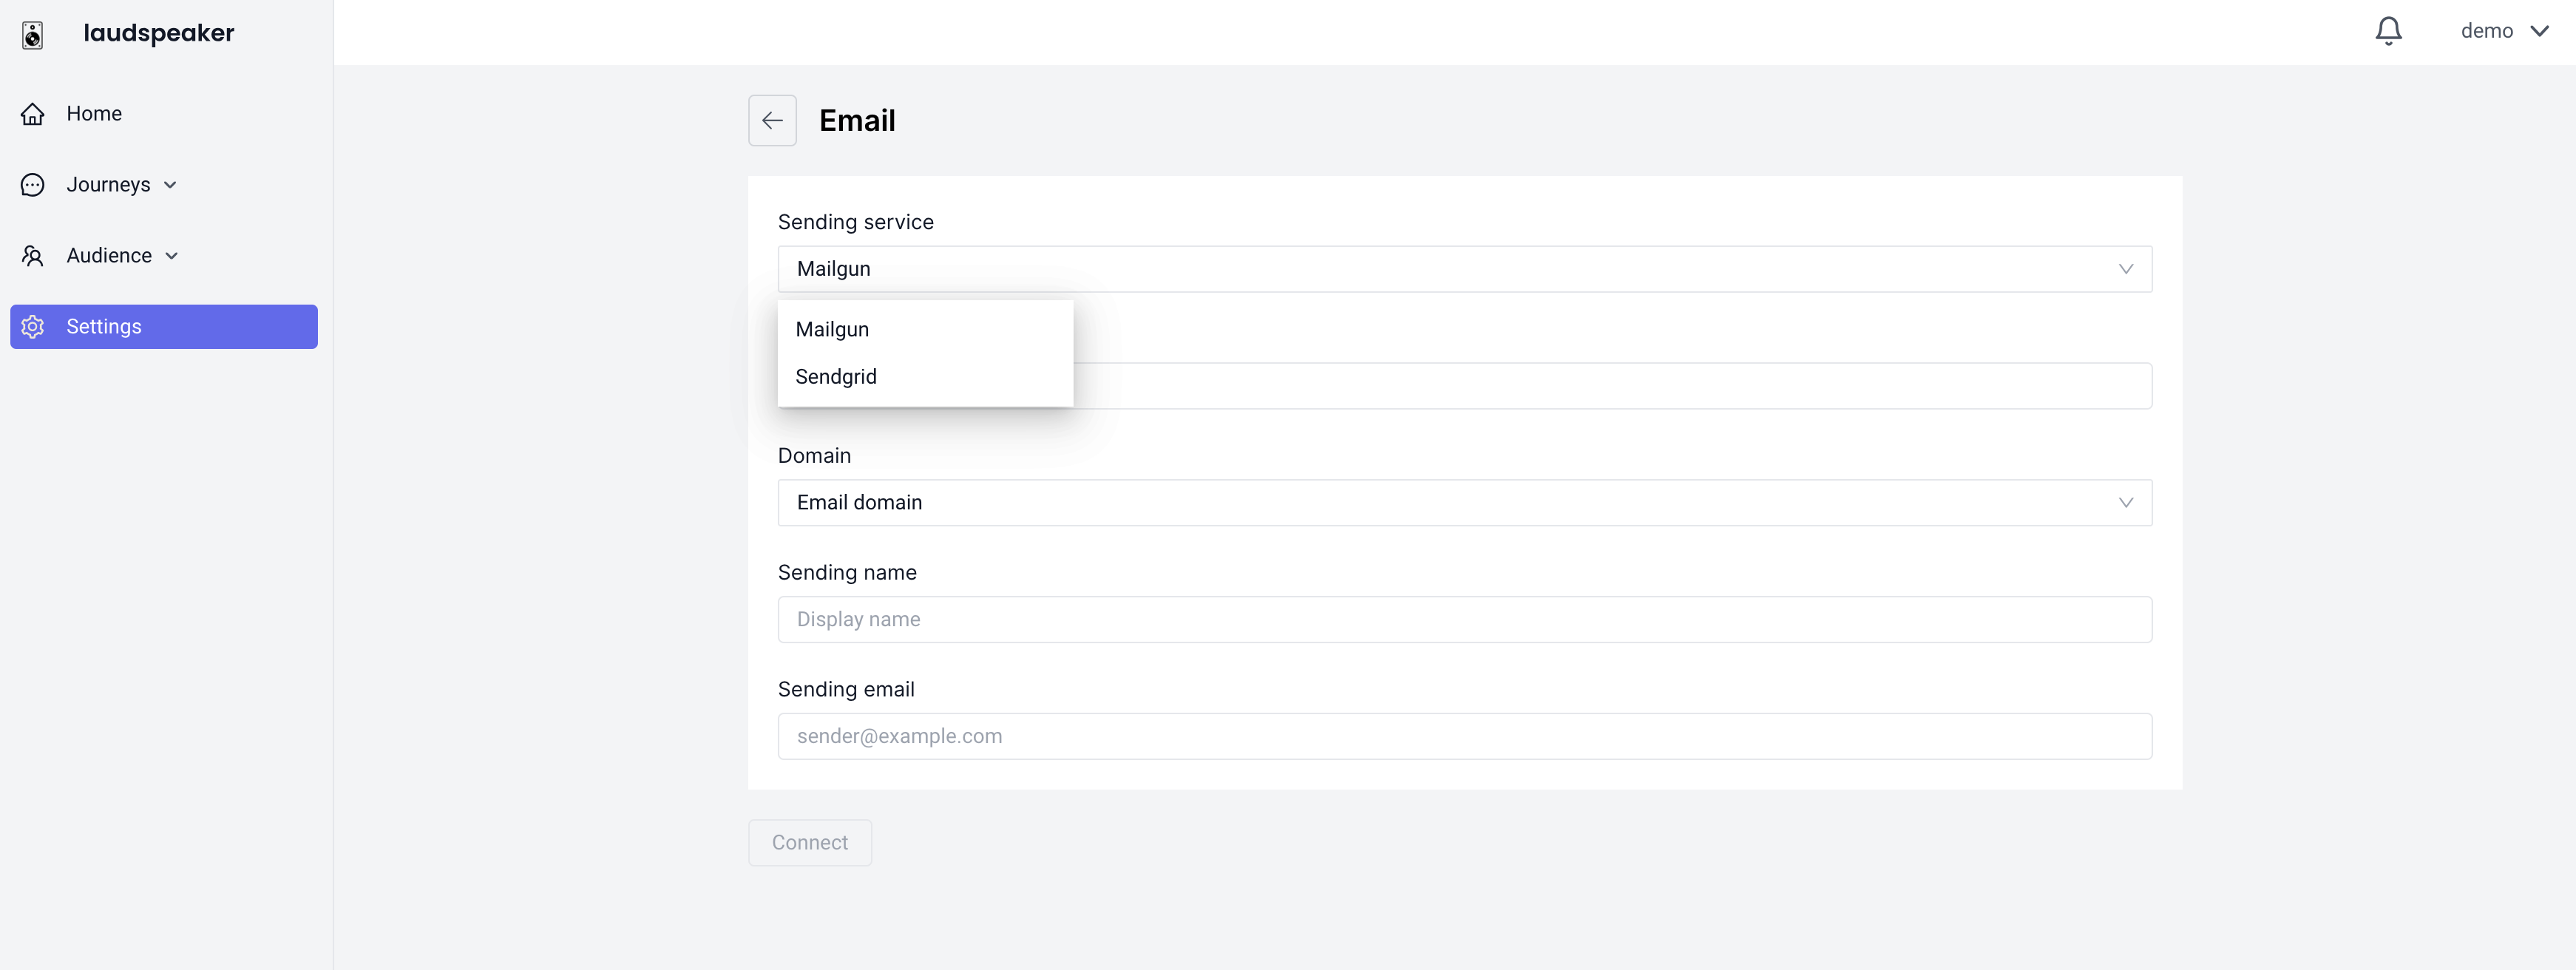 laudspeaker
demo
Home
Journeys
Audience
Settings
Email
Sending service
Mailgun
Mailgun
Sendgrid
Domain
Email domain
Sending name
Display name
Sending email
sender@example.com
Connect